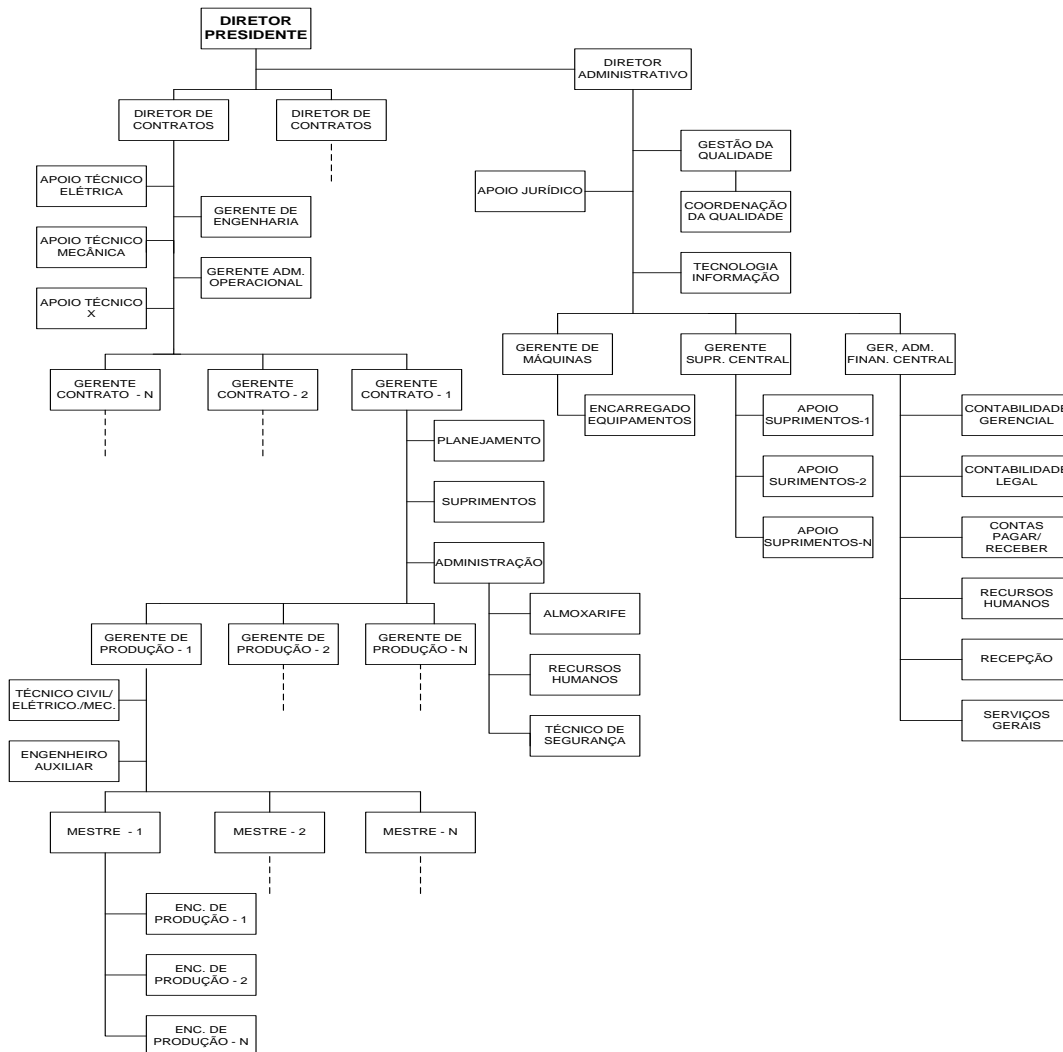 DIRETOR
PRESIDENTE
DIRETOR
ADMINISTRATIVO
DIRETOR DE
CONTRATOS
DIRETOR DE
CONTRATOS
GESTÃO DA
QUALIDADE
APOIO TÉCNICO
ELÉTRICA
APOIO JURÍDICO
COORDENAÇÃO
DA QUALIDADE
GERENTE DE
ENGENHARIA
APOIO TÉCNICO
MECÂNICA
GERENTE ADM.
OPERACIONAL
TECNOLOGIA
INFORMAÇÃO
APOIO TÉCNICO
X
GERENTE DE
MÁQUINAS
GERENTE
SUPR. CENTRAL
GER, ADM.
FINAN. CENTRAL
GERENTE
CONTRATO - N
GERENTE
CONTRATO - 2
GERENTE
CONTRATO - 1
ENCARREGADO
EQUIPAMENTOS
APOIO
SUPRIMENTOS-1
CONTABILIDADE
GERENCIAL
PLANEJAMENTO
APOIO
SURIMENTOS-2
CONTABILIDADE
LEGAL
SUPRIMENTOS
APOIO
SUPRIMENTOS-N
CONTAS
PAGAR/
RECEBER
ADMINISTRAÇÃO
RECURSOS
HUMANOS
ALMOXARIFE
GERENTE DE
PRODUÇÃO - 1
GERENTE DE
PRODUÇÃO - 2
GERENTE DE
PRODUÇÃO - N
RECURSOS
HUMANOS
RECEPÇÃO
TÉCNICO CIVIL/
ELÉTRICO./MEC.
TÉCNICO DE
SEGURANÇA
SERVIÇOS
GERAIS
ENGENHEIRO
AUXILIAR
MESTRE - 1
MESTRE - 2
MESTRE - N
ENC. DE
PRODUÇÃO - 1
ENC. DE
PRODUÇÃO - 2
ENC. DE
PRODUÇÃO - N